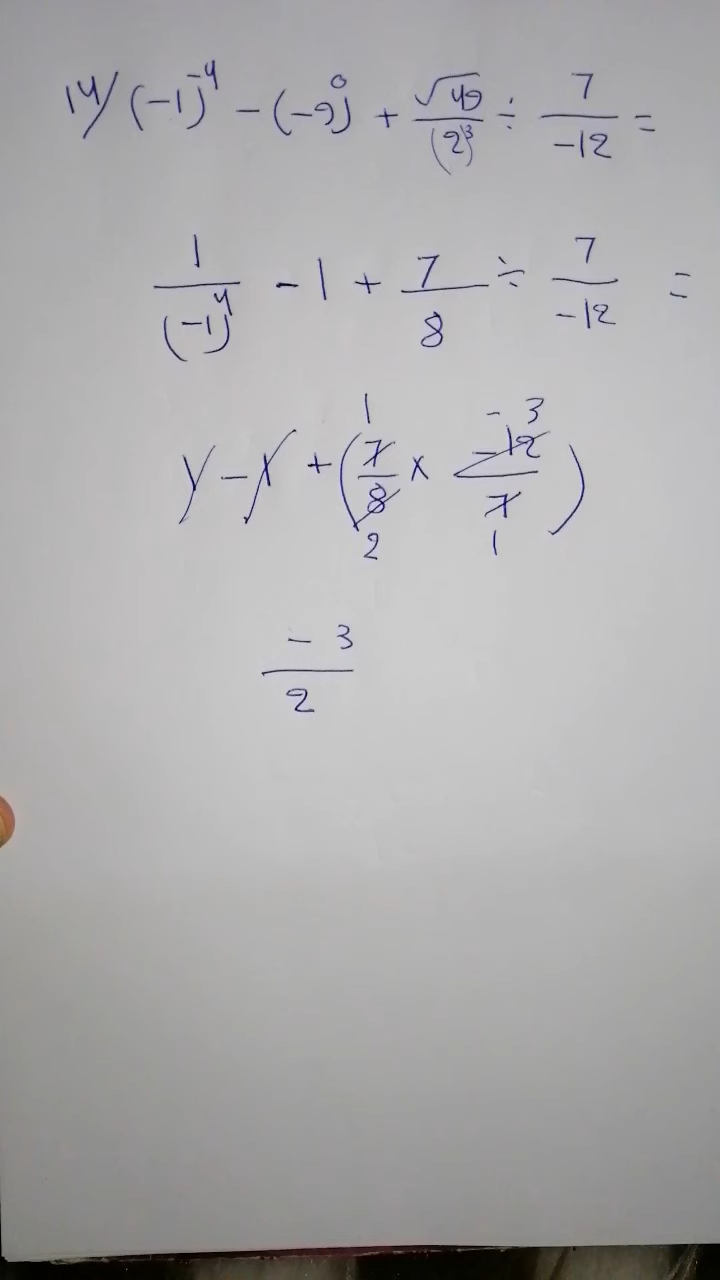 14/ (-1)^-4 - (-9)^0 + √49/(2)^3 ÷ 7/-12 =
1/(-1)^4 - 1 + 7/8 ÷ 7/-12 =
1 - 1 + (7/8 × -12/7)
1 -3
2 1
-3/2